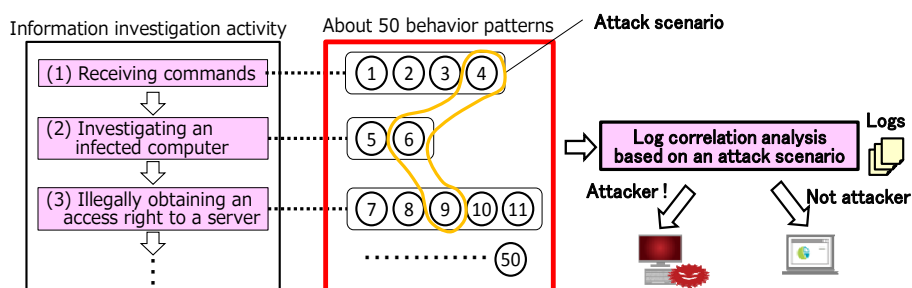 Information investigation activity
About 50 behavior patterns
Attack scenario
(1) Receiving commands
1 2 3 4
(2) Investigating an
infected computer
5 6
(3) Illegally obtaining an
access right to a server
7 8 9 10 11
50
Log correlation analysis
based on an attack scenario
Logs
Attacker !
Not attacker